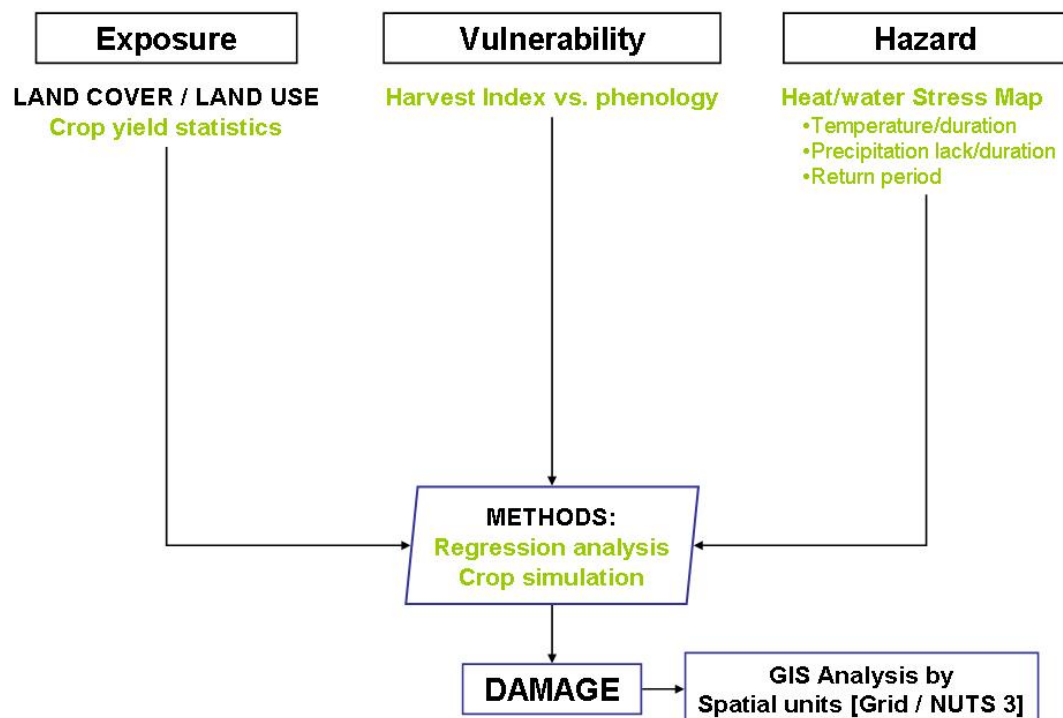 Exposure
LAND COVER / LAND USE
Crop yield statistics
Vulnerability
Harvest Index vs. phenology
Hazard
Heat/water Stress Map
•Temperature/duration
•Precipitation lack/duration
•Return period
METHODS:
Regression analysis
Crop simulation
DAMAGE
GIS Analysis by
Spatial units [Grid / NUTS 3]